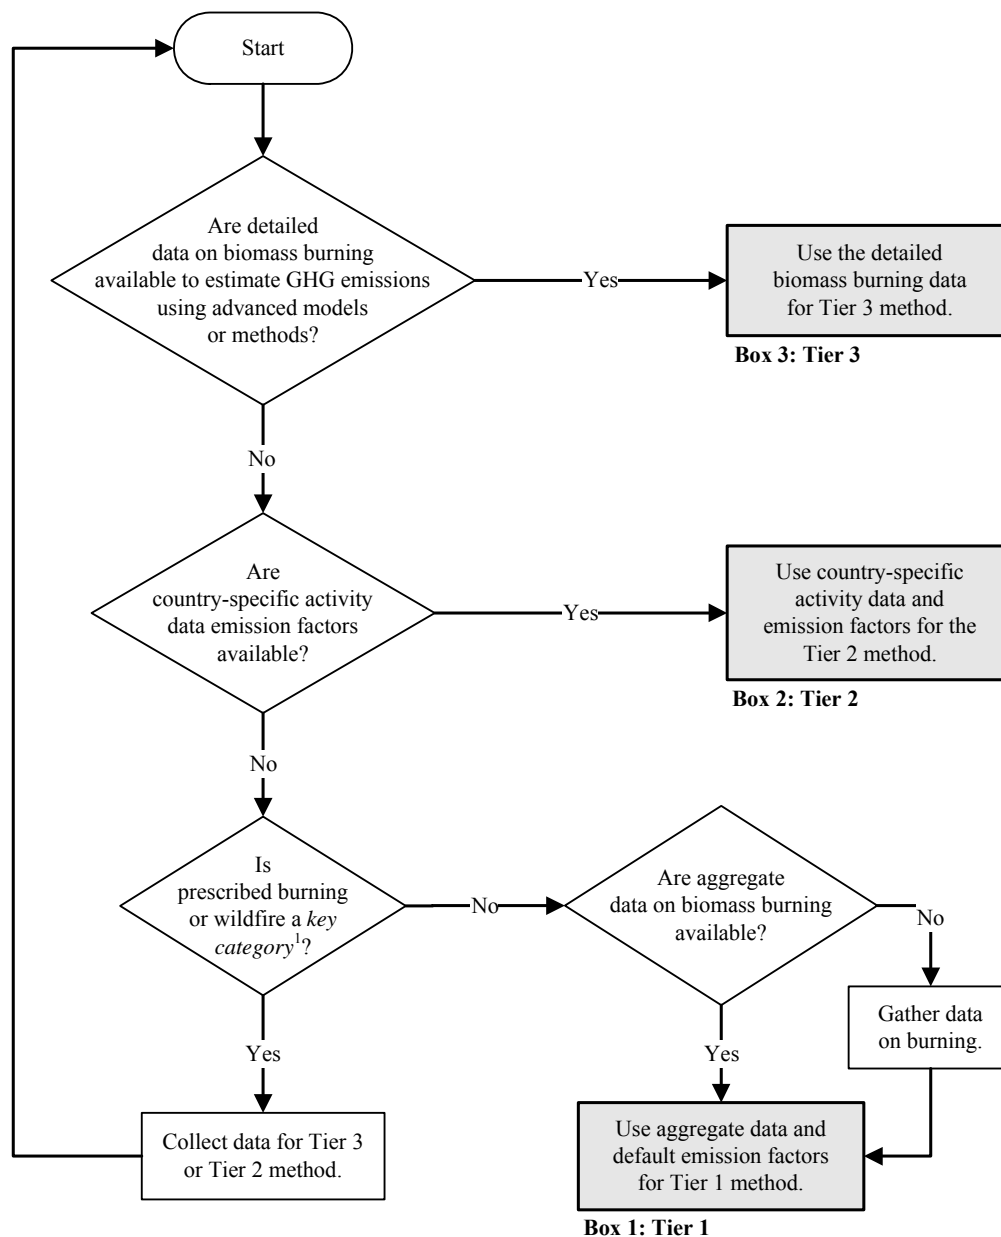 Start
Are detailed
data on biomass burning
available to estimate GHG emissions
using advanced models
or methods?
Yes
Use the detailed
biomass burning data
for Tier 3 method.
Box 3: Tier 3
No
Are
country-specific activity
data emission factors
available?
Yes
Use country-specific
activity data and
emission factors for the
Tier 2 method.
Box 2: Tier 2
No
Is
prescribed burning
or wildfire a key
category¹?
No
Are aggregate
data on biomass burning
available?
No
Gather data
on burning.
Yes
Yes
Collect data for Tier 3
or Tier 2 method.
Use aggregate data and
default emission factors
for Tier 1 method.
Box 1: Tier 1